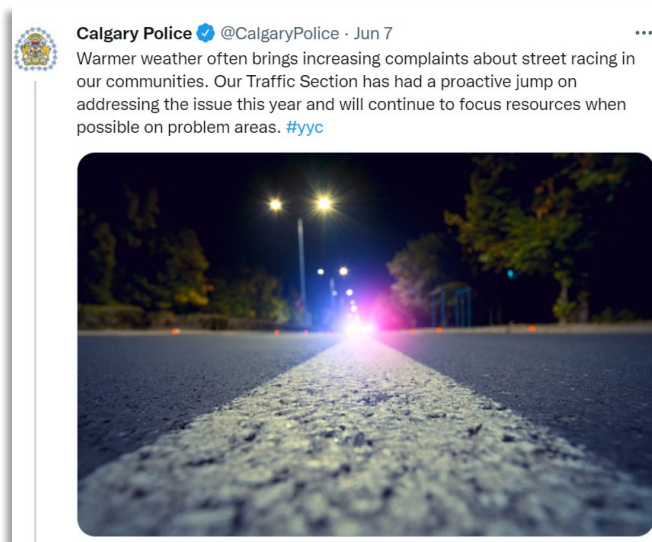 Calgary Police @CalgaryPolice · Jun 7
Warmer weather often brings increasing complaints about street racing in
our communities. Our Traffic Section has had a proactive jump on
addressing the issue this year and will continue to focus resources when
possible on problem areas. #yyc